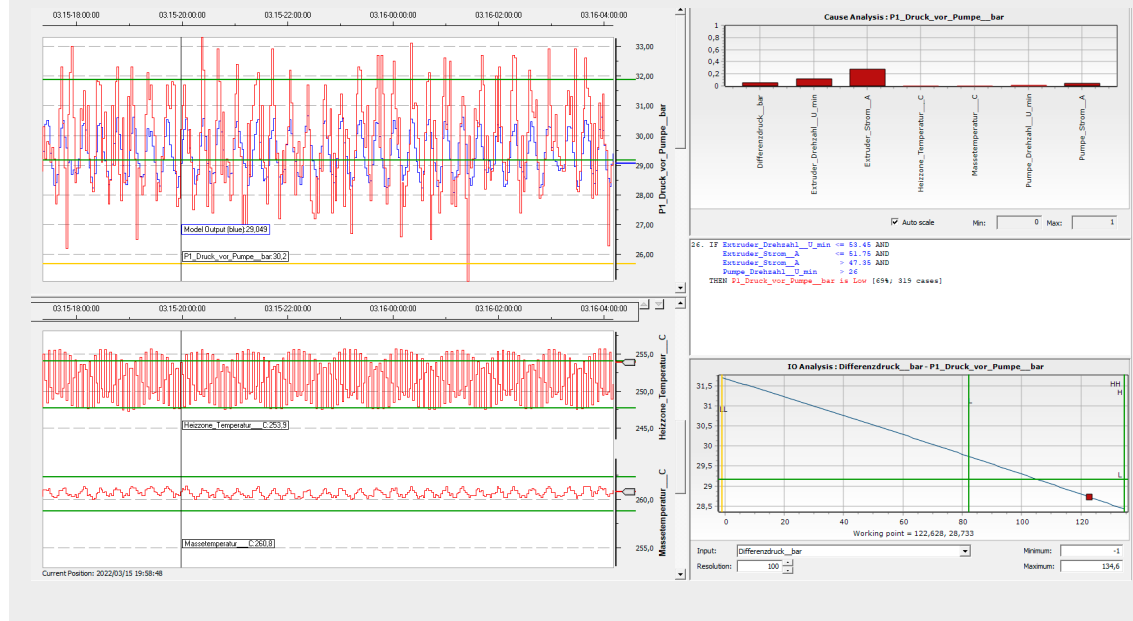 03.15-18:00:00 03.15-20:00:00 03.15-22:00:00 03.16-00:00:00 03.16-02:00:00 03.16-04:00:00
33,00
32,00
31,00
30,00
29,00
28,00
27,00
26,00
P1_Druck_vor_Pumpe__bar
Model Output (blue):29,049
P1_Druck_vor_Pumpe__bar:30,2
03.15-18:00:00 03.15-20:00:00 03.15-22:00:00 03.16-00:00:00 03.16-02:00:00 03.16-04:00:00
255,0
250,0
245,0
Heizzone_Temperatur___C
Heizzone_Temperatur___C:253,9
260,0
255,0
Massetemperatur___C
Massetemperatur___C:260,8
Current Position: 2022/03/15 19:58:48
Cause Analysis : P1_Druck_vor_Pumpe__bar
1
0,8
0,6
0,4
0,2
0
Differenzdruck__bar
Extruder_Drehzahl__U_min
Extruder_Strom__A
Heizzone_Temperatur___C
Massetemperatur___C
Pumpe_Drehzahl__U_min
Pumpe_Strom__A
Auto scale Min: 0 Max: 1
26. IF Extruder_Drehzahl__U_min <= 53.45 AND
Extruder_Strom__A <= 51.75 AND
Extruder_Strom__A > 47.35 AND
Pumpe_Drehzahl__U_min > 26
THEN P1_Druck_vor_Pumpe__bar is Low [69%; 319 cases]
IO Analysis : Differenzdruck__bar - P1_Druck_vor_Pumpe__bar
31,5
31
30,5
30
29,5
29
28,5
LL
HH
H
L
0 20 40 60 80 100 120
Working point = 122,628, 28,733
Input: Differenzdruck__bar Minimum: -1
Resolution: 100 Maximum: 134,6